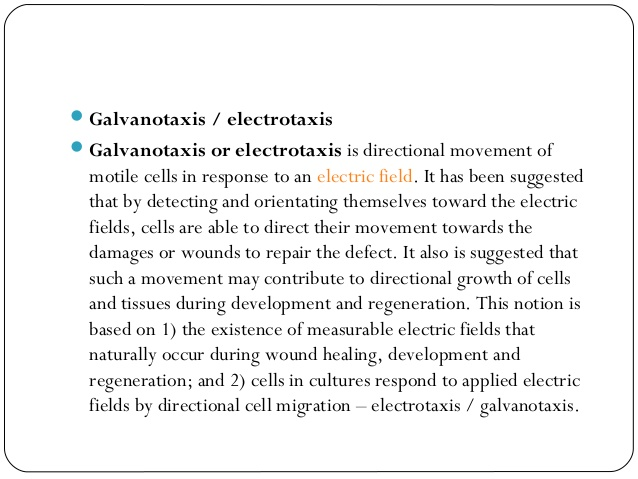 Galvanotaxis / electrotaxis
Galvanotaxis or electrotaxis is directional movement of
motile cells in response to an electric field. It has been suggested
that by detecting and orientating themselves toward the electric
fields, cells are able to direct their movement towards the
damages or wounds to repair the defect. It also is suggested that
such a movement may contribute to directional growth of cells
and tissues during development and regeneration. This notion is
based on 1) the existence of measurable electric fields that
naturally occur during wound healing, development and
regeneration; and 2) cells in cultures respond to applied electric
fields by directional cell migration – electrotaxis / galvanotaxis.